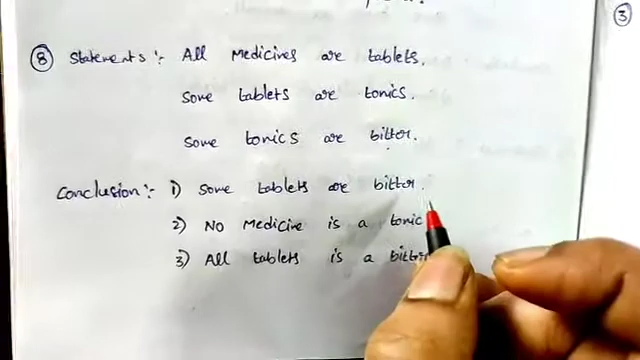 ③
⑧ Statements :- All Medicines are tablets.
Some tablets are tonics.
Some tonics are bitter.
Conclusion :- 1) Some tablets are bitter.
2) No Medicine is a tonic
3) All tablets is a bitter